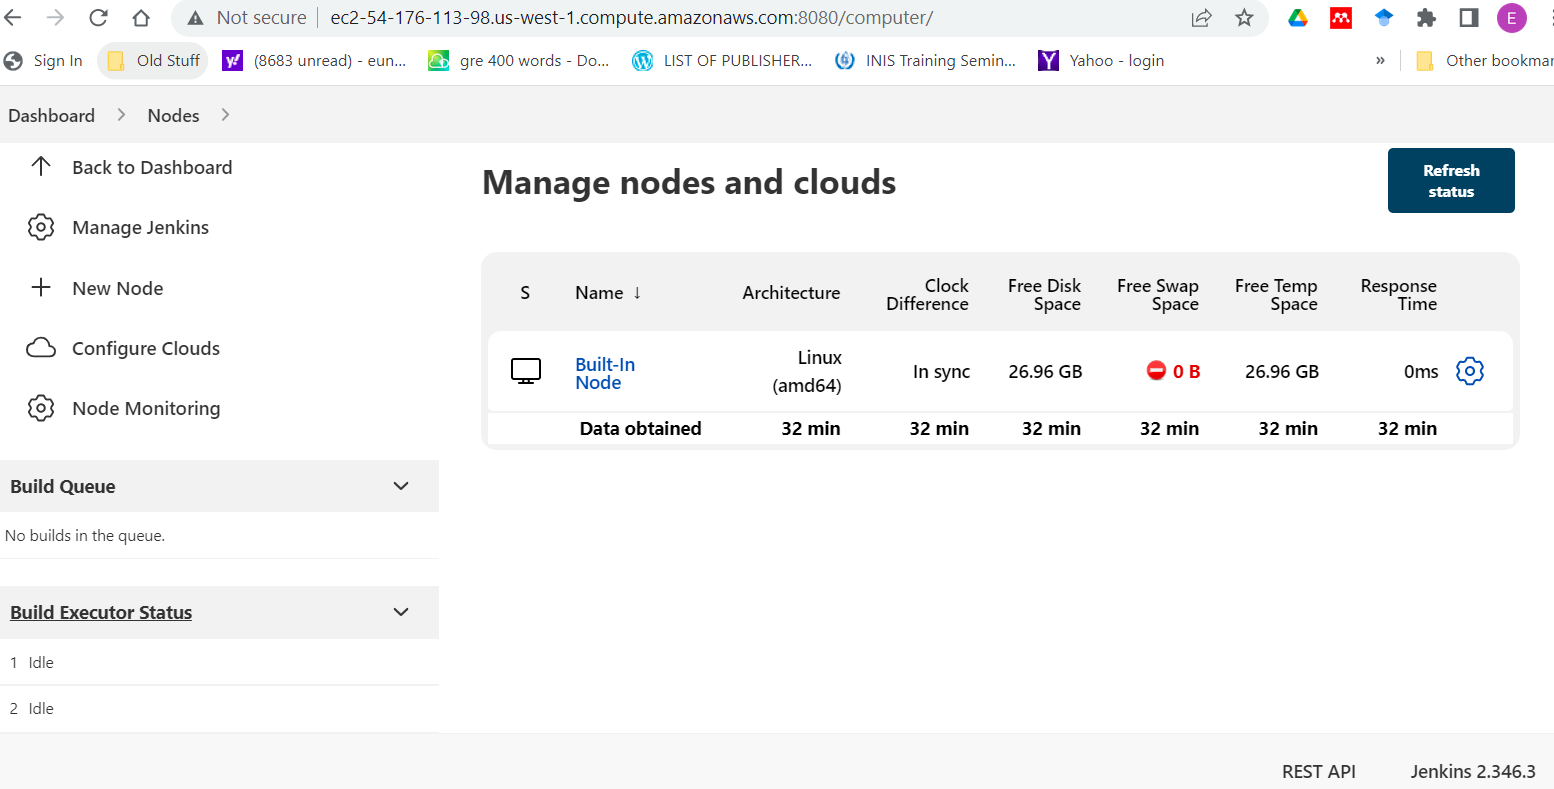 Not secure ec2-54-176-113-98.us-west-1.compute.amazonaws.com:8080/computer/ E
Sign In Old Stuff (8683 unread) - eun... gre 400 words - Do... LIST OF PUBLISHER... INIS Training Semin... Yahoo - login » Other bookmar
Dashboard Nodes
Back to Dashboard
Manage Jenkins
New Node
Configure Clouds
Node Monitoring
Build Queue
No builds in the queue.
Build Executor Status
1 Idle
2 Idle
Manage nodes and clouds
Refresh
status
S Name ↓ Architecture Clock Difference Free Disk Space Free Swap Space Free Temp Space Response Time
Built-In Node Linux (amd64) In sync 26.96 GB 0 B 26.96 GB 0ms
Data obtained 32 min 32 min 32 min 32 min 32 min 32 min
REST API Jenkins 2.346.3